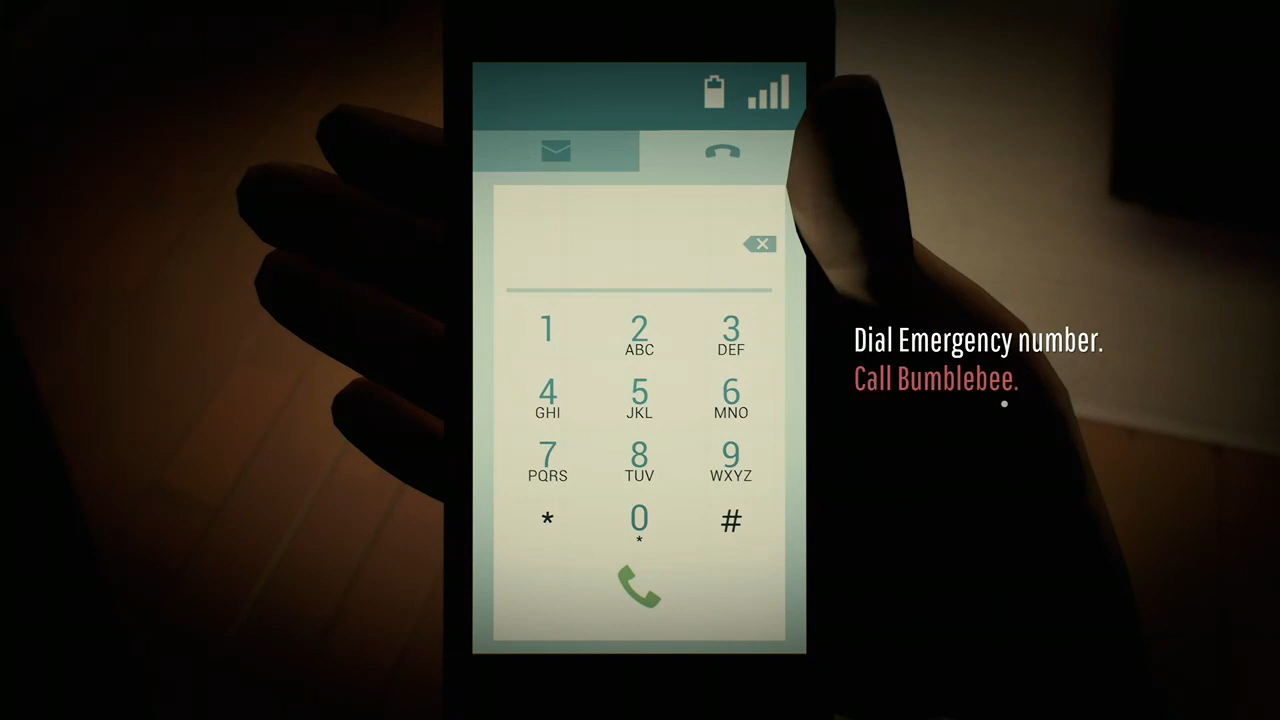 1 2 3
ABC DEF
4 5 6
GHI JKL MNO
7 8 9
PQRS TUV WXYZ
* 0 #
*
Dial Emergency number.
Call Bumblebee.